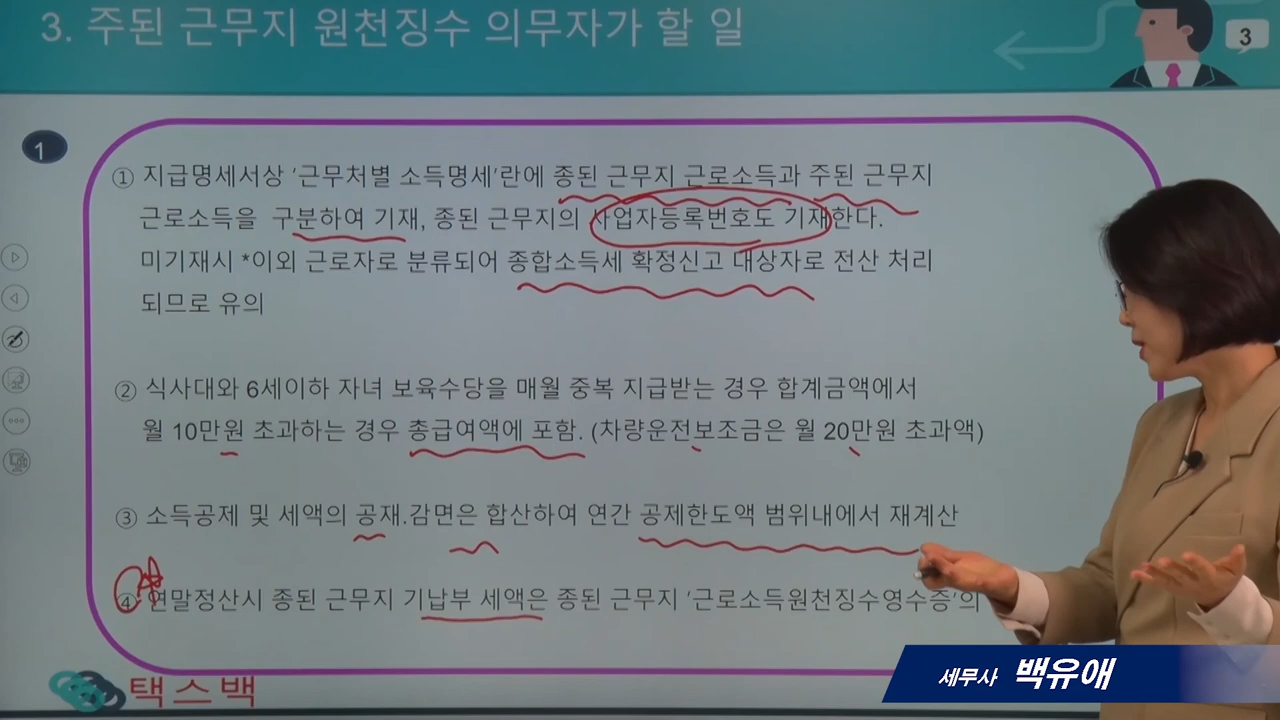 3. 주된 근무지 원천징수 의무자가 할 일
3
1
① 지급명세서상 '근무처별 소득명세'란에 종된 근무지 근로소득과 주된 근무지
근로소득을 구분하여 기재, 종된 근무지의 사업자등록번호도 기재한다.
미기재시 *이외 근로자로 분류되어 종합소득세 확정신고 대상자로 전산 처리
되므로 유의
② 식사대와 6세이하 자녀 보육수당을 매월 중복 지급받는 경우 합계금액에서
월 10만원 초과하는 경우 총급여액에 포함. (차량운전보조금은 월 20만원 초과액)
③ 소득공제 및 세액의 공재.감면은 합산하여 연간 공제한도액 범위내에서 재계산
④ 연말정산시 종된 근무지 기납부 세액은 종된 근무지 '근로소득원천징수영수증'의
택스백
세무사 백유애